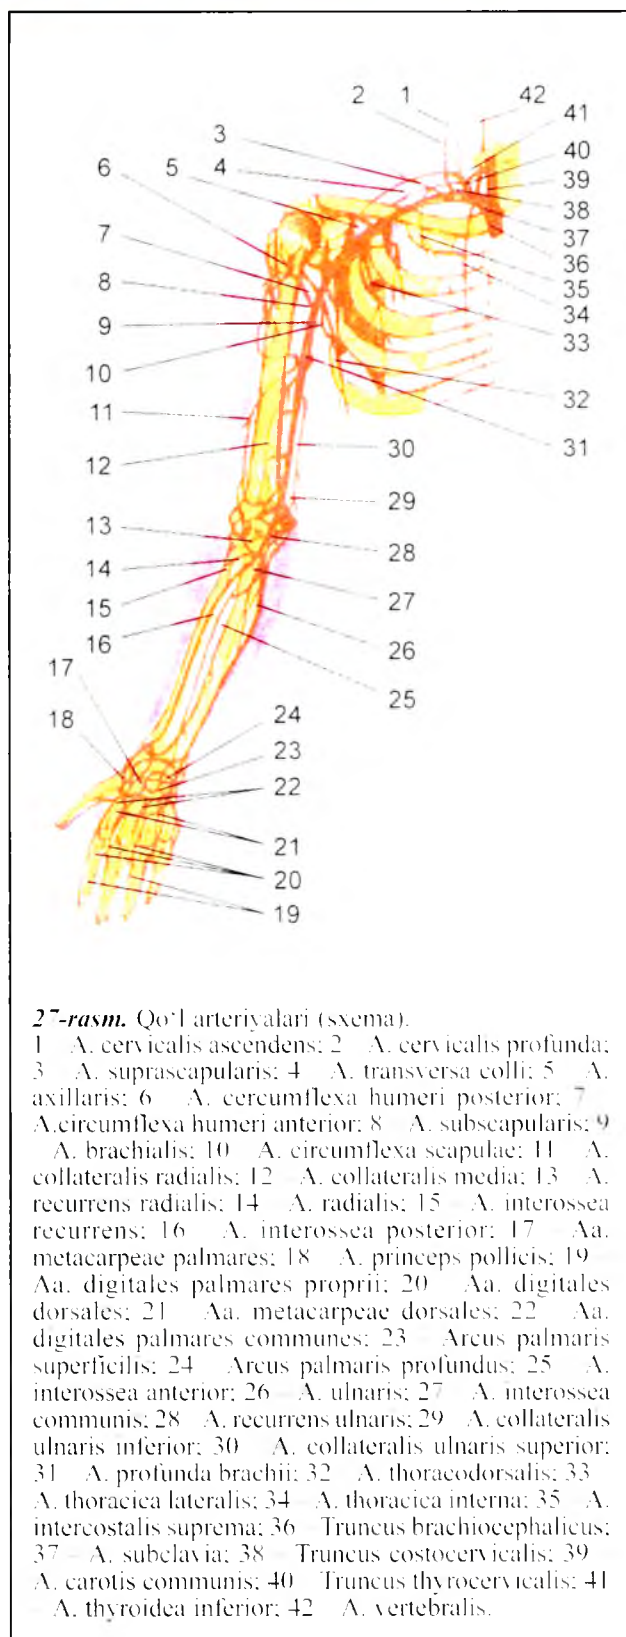 1
42
2
41
3
40
6
5
4
39
38
7
37
36
8
35
9
34
10
33
32
11
31
12
30
29
13
28
14
27
15
26
16
25
17
18
24
23
22
21
20
19
27-rasm. Qo'l arteriyalari (sxema).
1 A. cervicalis ascendens; 2 A. cervicalis profunda;
3 A. suprascapularis; 4 A. transversa colli; 5 A.
axillaris; 6 A. cercumflexa humeri posterior; 7
A.circumflexa humeri anterior; 8 A. subscapularis; 9
A. brachialis; 10 A. circumflexa scapulae; 11 A.
collateralis radialis; 12 A. collateralis media; 13 A.
recurrens radialis; 14 A. radialis; 15 A. interossea
recurrens; 16 A. interossea posterior; 17 Aa.
metacarpeae palmares; 18 A. princeps pollicis; 19
Aa. digitales palmares proprii; 20 Aa. digitales
dorsales; 21 Aa. metacarpeae dorsales; 22 Aa.
digitales palmares communes; 23 Arcus palmaris
superficilis; 24 Arcus palmaris profundus; 25 A.
interossea anterior; 26 A. ulnaris; 27 A. interossea
communis; 28 A. recurrens ulnaris; 29 A. collateralis
ulnaris inferior; 30 A. collateralis ulnaris superior;
31 A. profunda brachii; 32 A. thoracodorsalis; 33
A. thoracica lateralis; 34 A. thoracica interna; 35 A.
intercostalis suprema; 36 Truncus brachiocephalicus;
37 – A. subclavia; 38 Truncus costocervicalis; 39
A. carotis communis; 40 Truncus thyrocervicalis; 41
A. thyroidea inferior; 42 A. vertebralis.